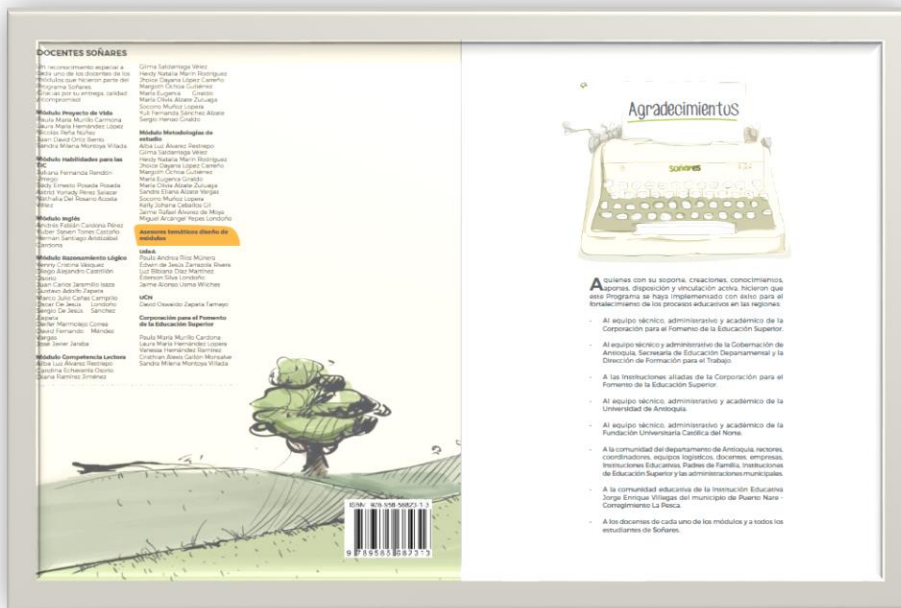 DOCENTES SOÑARES
Un reconocimiento especial a
cada uno de los docentes de los
módulos que hicieron parte del
Programa Soñares.
Gracias por su entrega, calidad
y compromiso!
Módulo Proyecto de Vida
Paula María Murillo Carmona
Laura María Hernández López
Nicolás Peña Núñez
Juan David Ortiz Berrío
Sandra Milena Montoya Villada
Módulo Habilidades para las
TIC
Juliana Fernanda Rendón
Urrego
Fredy Ernesto Posada Posada
Astrid Yoriady Pérez Salazar
Nathalia Del Rosario Acosta
Vélez
Módulo Inglés
Andrés Fabián Cardona Pérez
Yuber Steven Torres Castaño
Hernan Santiago Aristizábal
Cardona
Módulo Razonamiento Lógico
Yenny Cristina Vásquez
Diego Alejandro Castrillón
Osorio
Juan Carlos Jaramillo Isaza
Gustavo Adolfo Zapata
Marco Julio Cañas Campillo
Oscar De Jesús Londoño
Sergio De Jesús Sánchez
Zapata
Deifer Marmolejo Correa
David Fernando Méndez
Vargas
José Javier Jaraba
Módulo Competencia Lectora
Alba Luz Álvarez Restrepo
Carolina Echavarría Osorio
Diana Ramírez Jiménez
Gilma Saldarriaga Vélez
Heidy Natalia Marín Rodríguez
Jhoice Dayana López Carreño
Margoth Ochoa Gutiérrez
María Eugenia Giraldo
María Olivia Alzate Zuluaga
Socorro Muñoz Lopera
Yuli Fernanda Sánchez Alzate
Sergio Henao Giraldo
Módulo Metodologías de
estudio
Alba Luz Álvarez Restrepo
Gilma Saldarriaga Vélez
Heidy Natalia Marín Rodríguez
Jhoice Dayana López Carreño
Margoth Ochoa Gutiérrez
María Eugenia Giraldo
María Olivia Alzate Zuluaga
Sandra Eliana Alzate Vargas
Socorro Muñoz Lopera
Kelly Johana Ceballos Gil
Jaime Rafael Álvarez de Moya
Miguel Arcángel Yepes Londoño
Asesores temáticos diseño de
módulos
UdeA
Paula Andrea Ríos Múnera
Edwin de Jesús Zarrazola Rivera
Luz Bibiana Díaz Martínez
Ederson Silva Londoño
Jaime Alonso Usma Wilches
UCN
David Oswaldo Zapata Tamayo
Corporación para el Fomento
de la Educación Superior
Paula María Murillo Cardona
Laura María Hernández Lopera
Vanessa Hernández Ramírez
Cristhian Alexis Gallón Monsalve
Sandra Milena Montoya Villada
Agradecimientos
Soñares
A quienes con su soporte, creaciones, conocimientos,
aportes, disposición y vinculación activa, hicieron que
este Programa se haya implementado con éxito para el
fortalecimiento de los procesos educativos en las regiones:
- Al equipo técnico, administrativo y académico de la
Corporación para el Fomento de la Educación Superior.
- Al equipo técnico y administrativo de la Gobernación de
Antioquia, Secretaría de Educación Departamental y la
Dirección de Formación para el Trabajo.
- A las Instituciones aliadas de la Corporación para el
Fomento de la Educación Superior.
- Al equipo técnico, administrativo y académico de la
Universidad de Antioquia.
- Al equipo técnico, administrativo y académico de la
Fundación Universitaria Católica del Norte.
- A la comunidad del departamento de Antioquia, rectores,
coordinadores, equipos logísticos, docentes, empresas,
Instituciones Educativas, Padres de Familia, Instituciones
de Educación Superior y las administraciones municipales.
- A la comunidad educativa de la Institución Educativa
Jorge Enrique Villegas del municipio de Puerto Nare -
Corregimiento La Pesca.
- A los docentes de cada uno de los módulos y a todos los
estudiantes de Soñares.